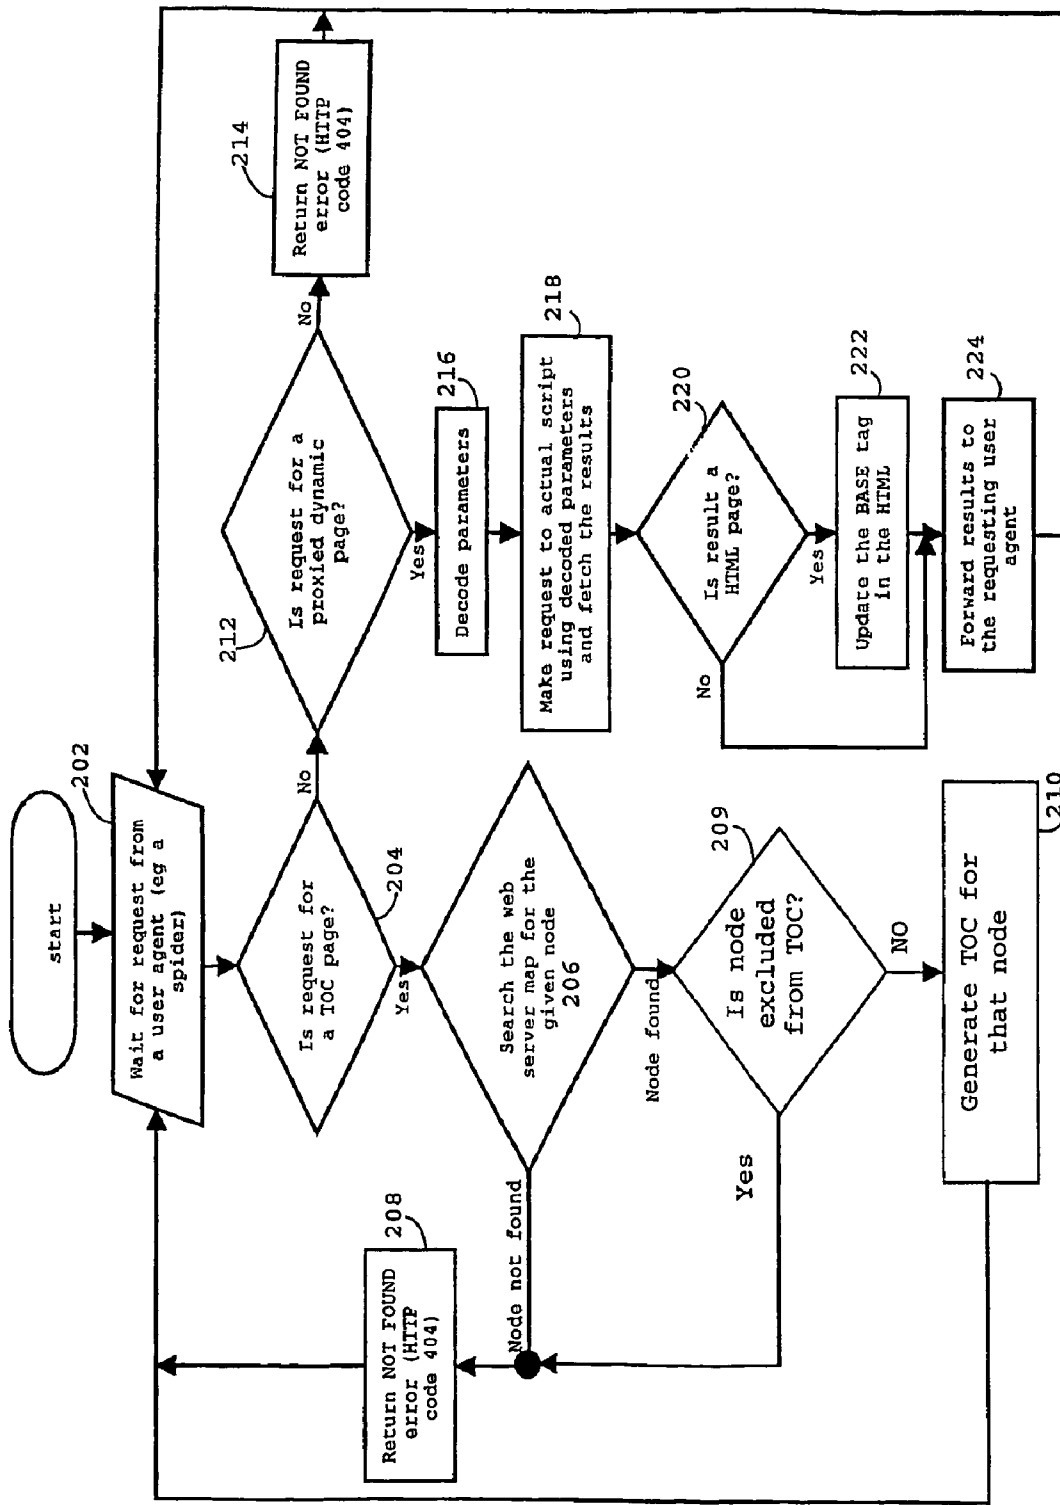 start
202
Wait for request from
a user agent (eg a
spider)
Is request for
a TOC page?
204
No
Yes
Search the web
server map for the
given node
206
Node not found
Node found
208
Return NOT FOUND
error (HTTP
code 404)
209
Is node
excluded
from TOC?
Yes
NO
Generate TOC for
that node
210
212
Is request for a
proxied dynamic
page?
No
Yes
214
Return NOT FOUND
error (HTTP
code 404)
216
Decode parameters
218
Make request to actual script
using decoded parameters
and fetch the results
220
Is result a
HTML page?
No
Yes
222
Update the BASE tag
in the HTML
224
Forward results to
the requesting user
agent